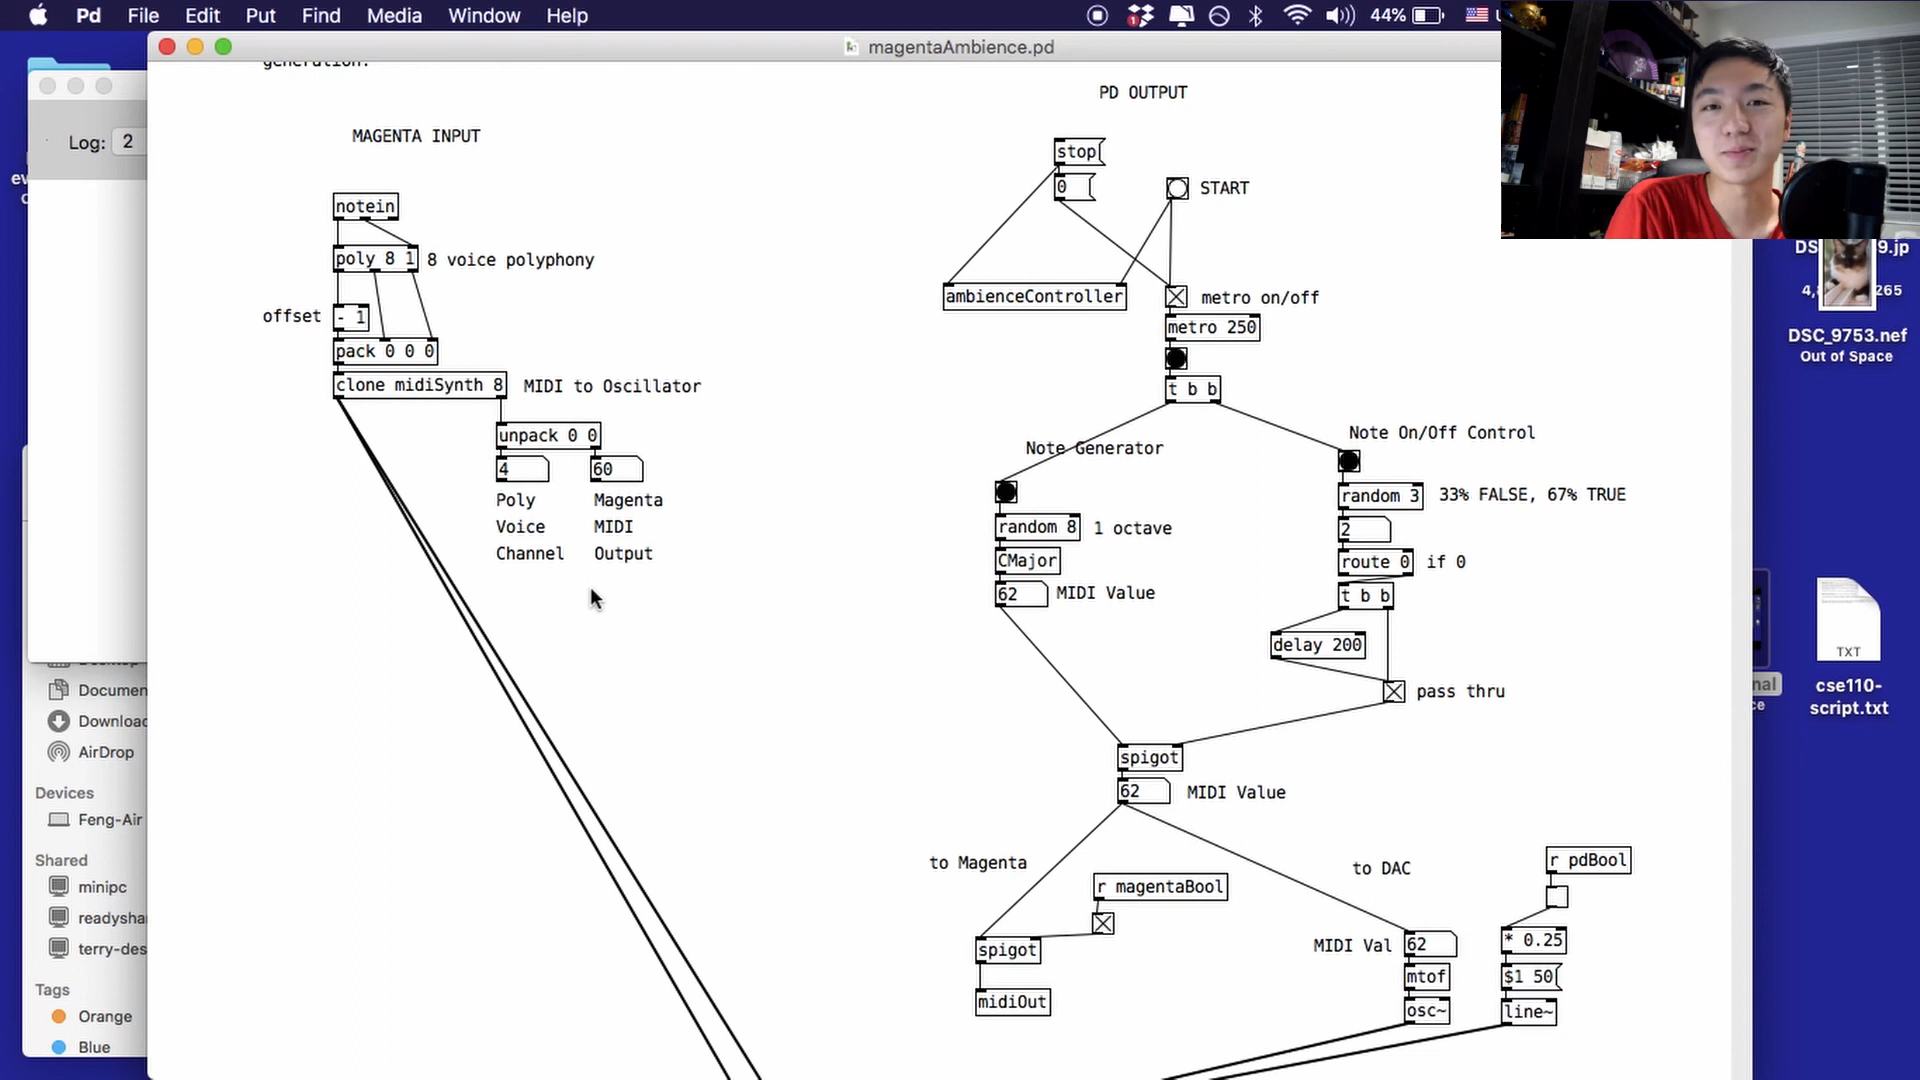 Pd File Edit Put Find Media Window Help
1
44%
magentaAmbience.pd
generation.
PD OUTPUT
MAGENTA INPUT
Log: 2
stop
0
START
notein
poly 8 1
8 voice polyphony
ambienceController
metro on/off
offset
- 1
metro 250
pack 0 0 0
t b b
clone midiSynth 8
MIDI to Oscillator
unpack 0 0
Note Generator
Note On/Off Control
4
60
Poly
Voice
Channel
Magenta
MIDI
Output
random 3
33% FALSE, 67% TRUE
random 8
1 octave
2
CMajor
route 0
if 0
62
MIDI Value
t b b
delay 200
pass thru
spigot
62
MIDI Value
to Magenta
to DAC
r pdBool
r magentaBool
spigot
MIDI Val
62
* 0.25
midiOut
mtof
$1 50
osc~
line~
Documen
Download
AirDrop
Devices
Feng-Air
Shared
minipc
readysha
terry-des
Tags
Orange
Blue
DSC_9753.nef
Out of Space
TXT
cse110-
script.txt